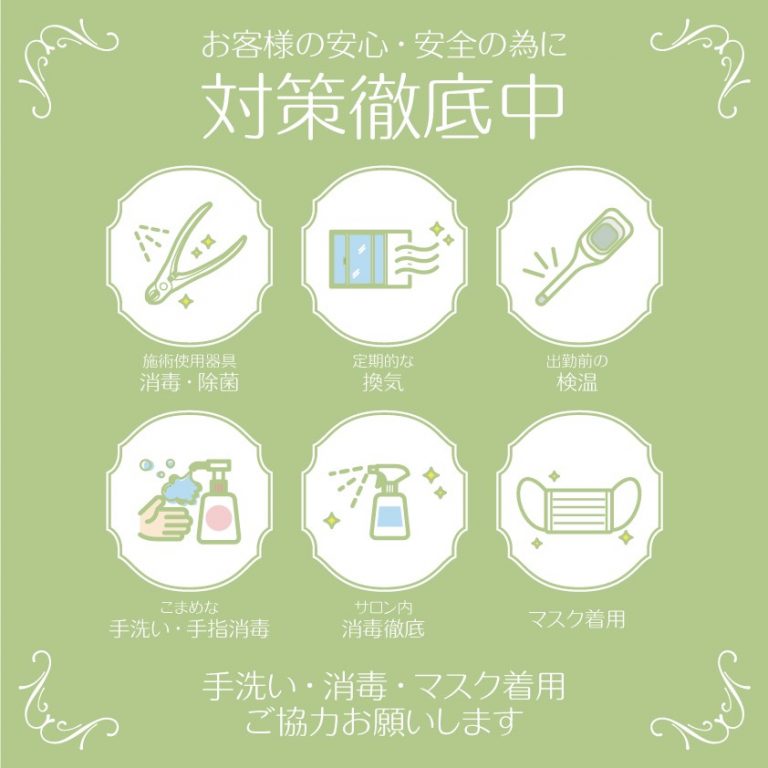 お客様の安心・安全の為に
対策徹底中
施術使用器具
消毒・除菌
定期的な
換気
出勤前の
検温
こまめな
手洗い・手指消毒
サロン内
消毒徹底
マスク着用
手洗い・消毒・マスク着用
ご協力お願いします